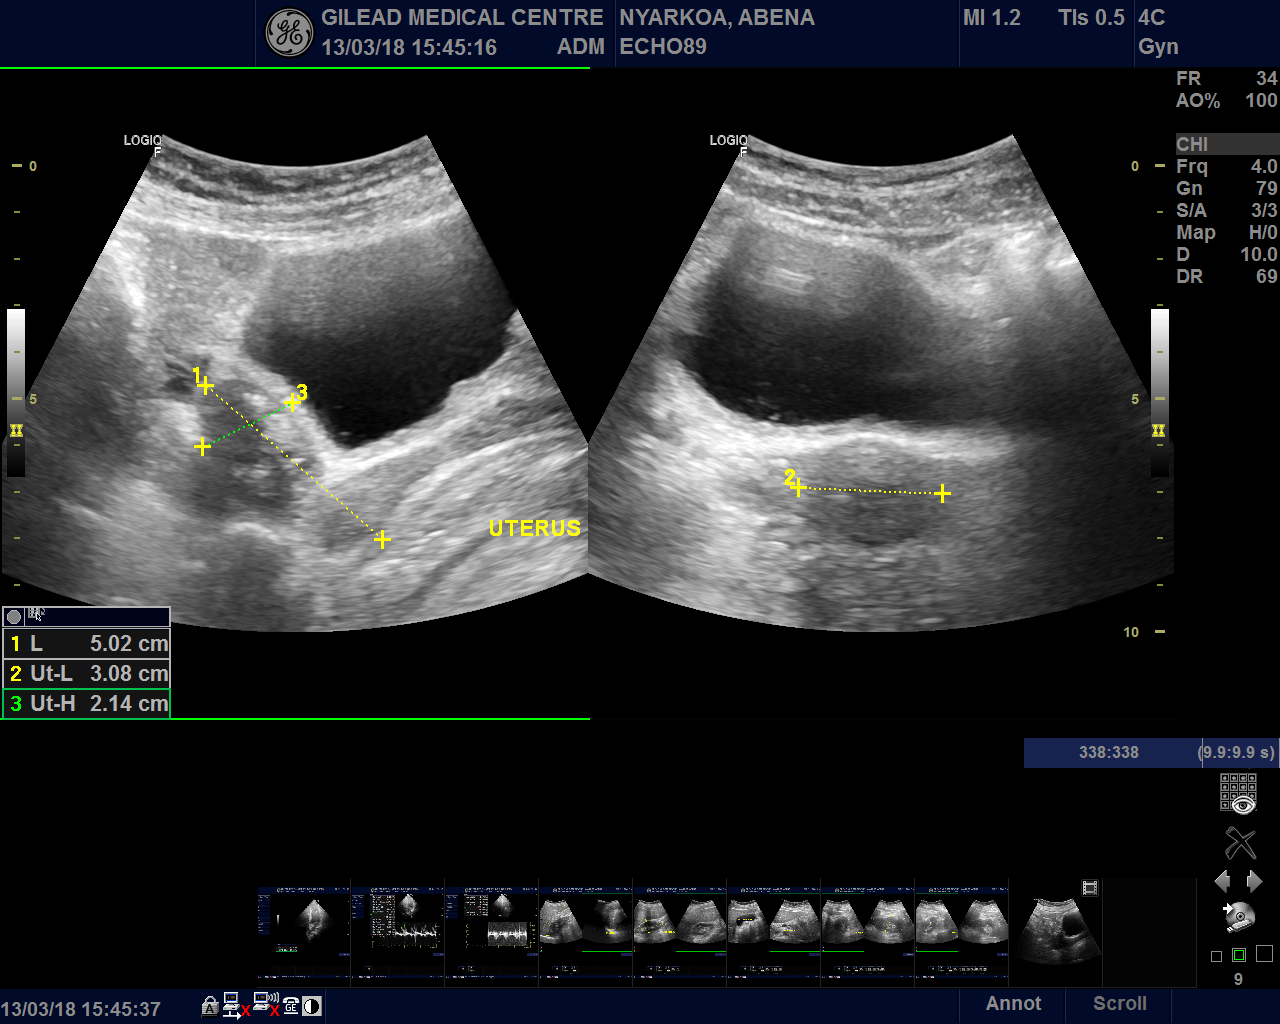 GILEAD MEDICAL CENTRE
NYARKOA, ABENA
MI 1.2
TIs 0.5
4C
13/03/18 15:45:16
ADM
ECHO89
Gyn
FR 34
AO% 100
CHI
Frq 4.0
Gn 79
S/A 3/3
Map H/0
D 10.0
DR 69
LOGIQ
F
0
5
1
3
UTERUS
LOGIQ
F
0
5
10
2
1 L 5.02 cm
2 Ut-L 3.08 cm
3 Ut-H 2.14 cm
338:338
(9.9:9.9 s)
9
13/03/18 15:45:37
Annot
Scroll